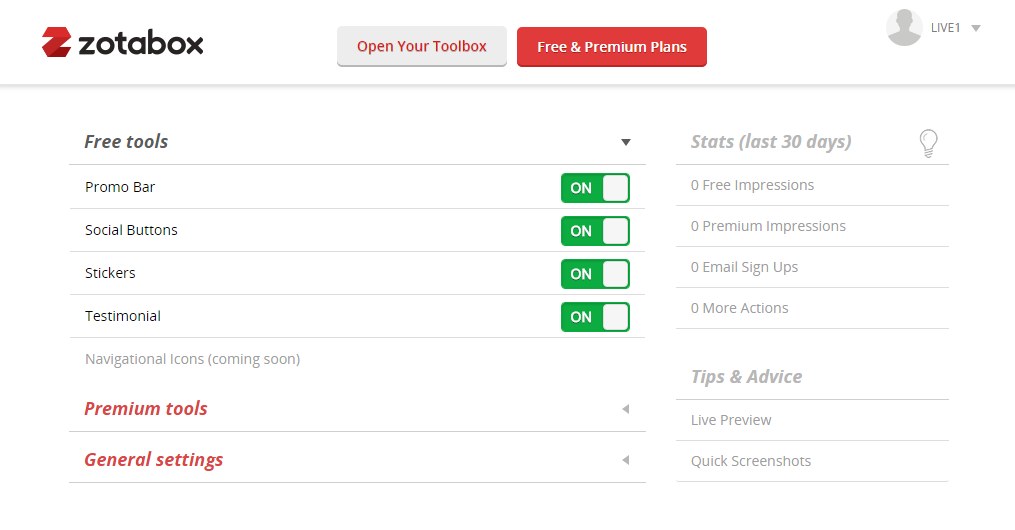 zotabox
Open Your Toolbox
Free & Premium Plans
LIVE1
Free tools
Promo Bar
ON
Social Buttons
ON
Stickers
ON
Testimonial
ON
Navigational Icons (coming soon)
Premium tools
General settings
Stats (last 30 days)
0 Free Impressions
0 Premium Impressions
0 Email Sign Ups
0 More Actions
Tips & Advice
Live Preview
Quick Screenshots